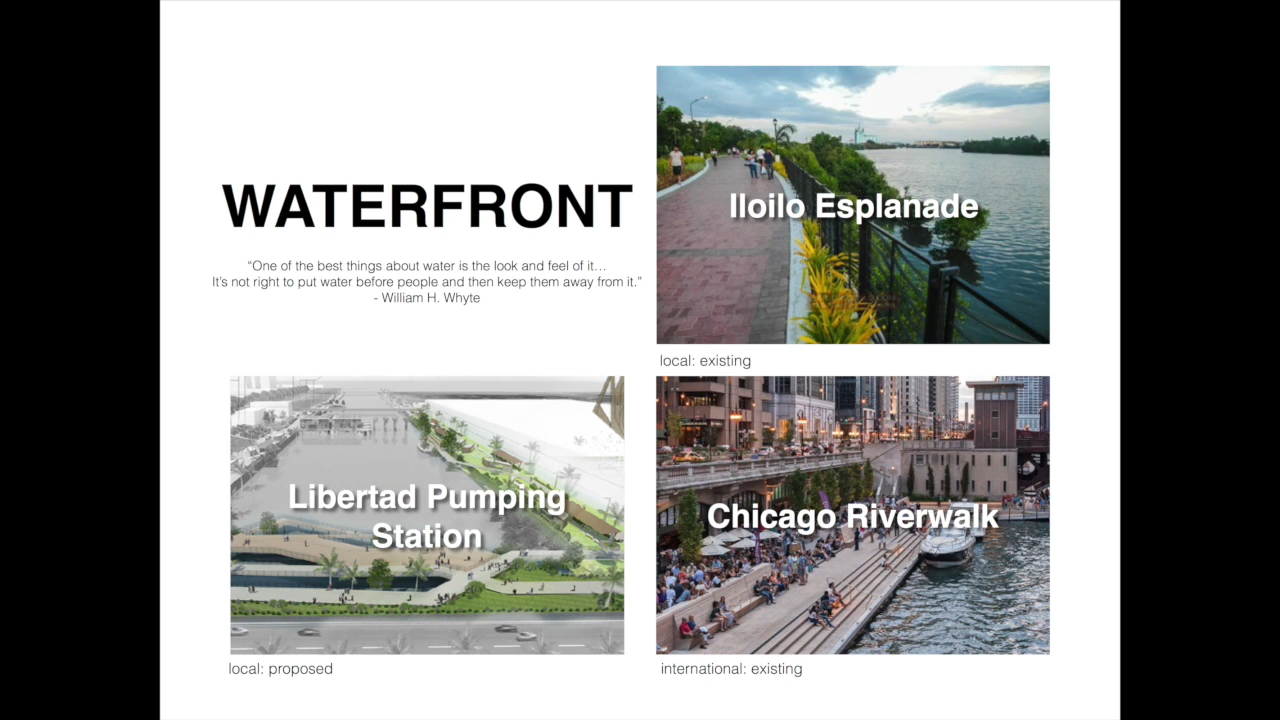 WATERFRONT
“One of the best things about water is the look and feel of it…
It’s not right to put water before people and then keep them away from it.”
- William H. Whyte
Iloilo Esplanade
local: existing
Libertad Pumping
Station
local: proposed
Chicago Riverwalk
international: existing